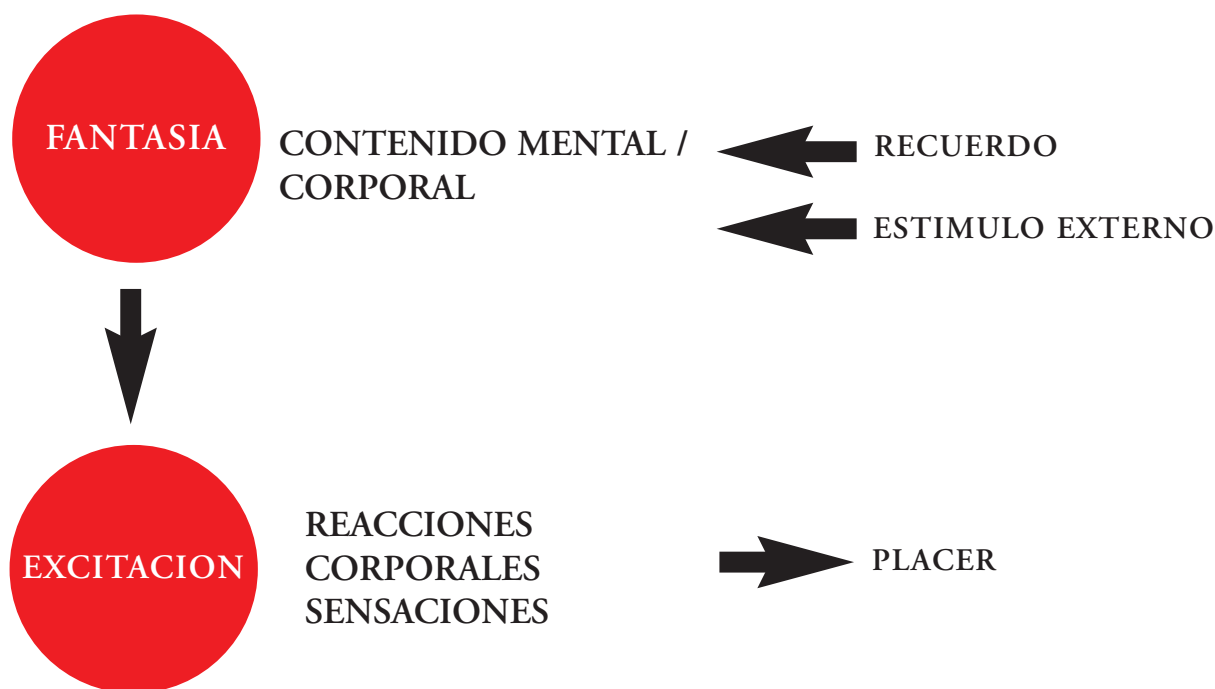 FANTASIA
CONTENIDO MENTAL /
CORPORAL
RECUERDO
ESTIMULO EXTERNO
EXCITACION
REACCIONES
CORPORALES
SENSACIONES
PLACER